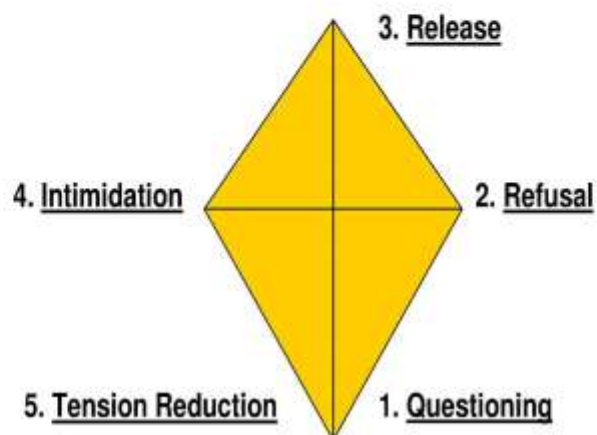 3. Release
4. Intimidation
2. Refusal
5. Tension Reduction
1. Questioning